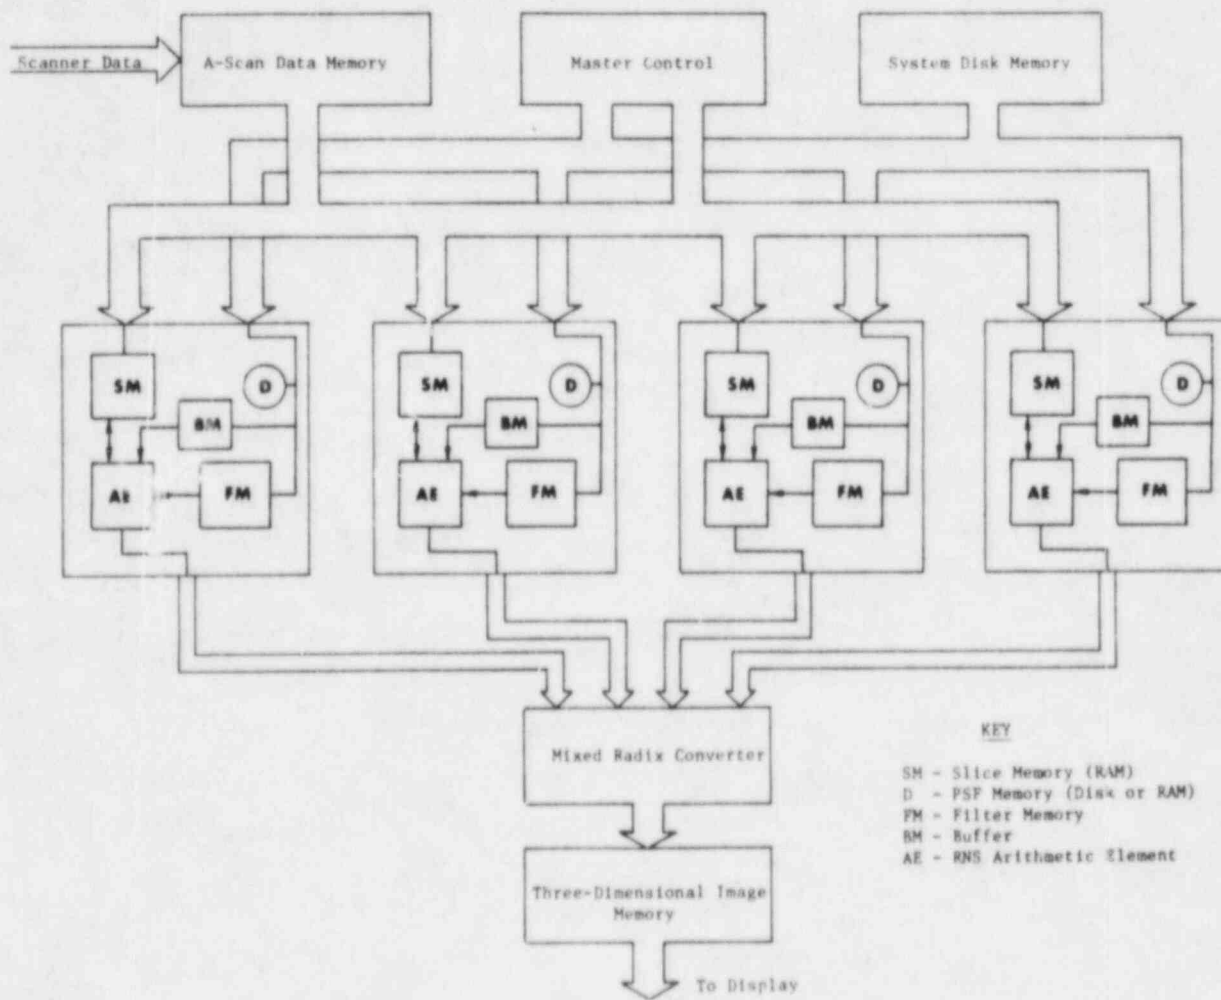 Scanner Data
A-Scan Data Memory
Master Control
System Disk Memory
SM
D
BM
AE
FM
SM
D
BM
AE
FM
SM
D
BM
AE
FM
SM
D
BM
AE
FM
Mixed Radix Converter
KEY
SM - Slice Memory (RAM)
D - PSF Memory (Disk or RAM)
FM - Filter Memory
BM - Buffer
AE - RNS Arithmetic Element
Three-Dimensional Image
Memory
To Display